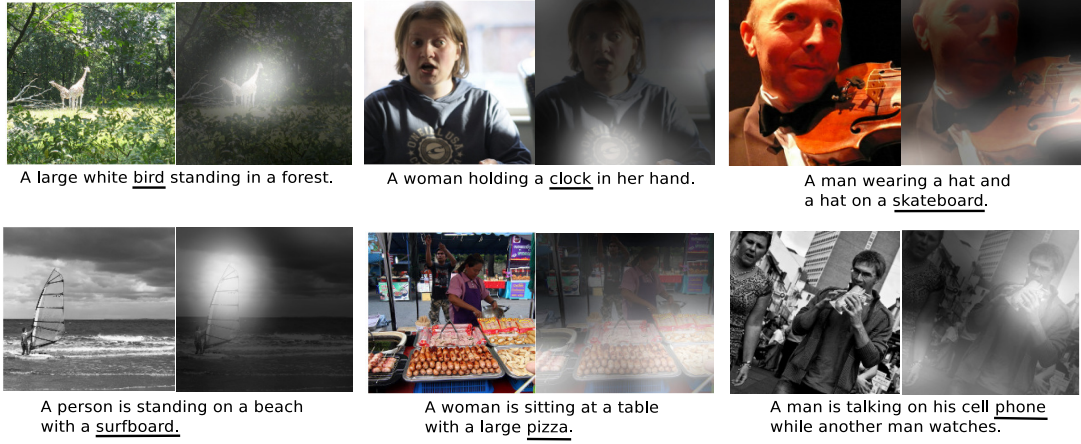 A large white bird standing in a forest.
A woman holding a clock in her hand.
A man wearing a hat and
a hat on a skateboard.
A person is standing on a beach
with a surfboard.
A woman is sitting at a table
with a large pizza.
A man is talking on his cell phone
while another man watches.